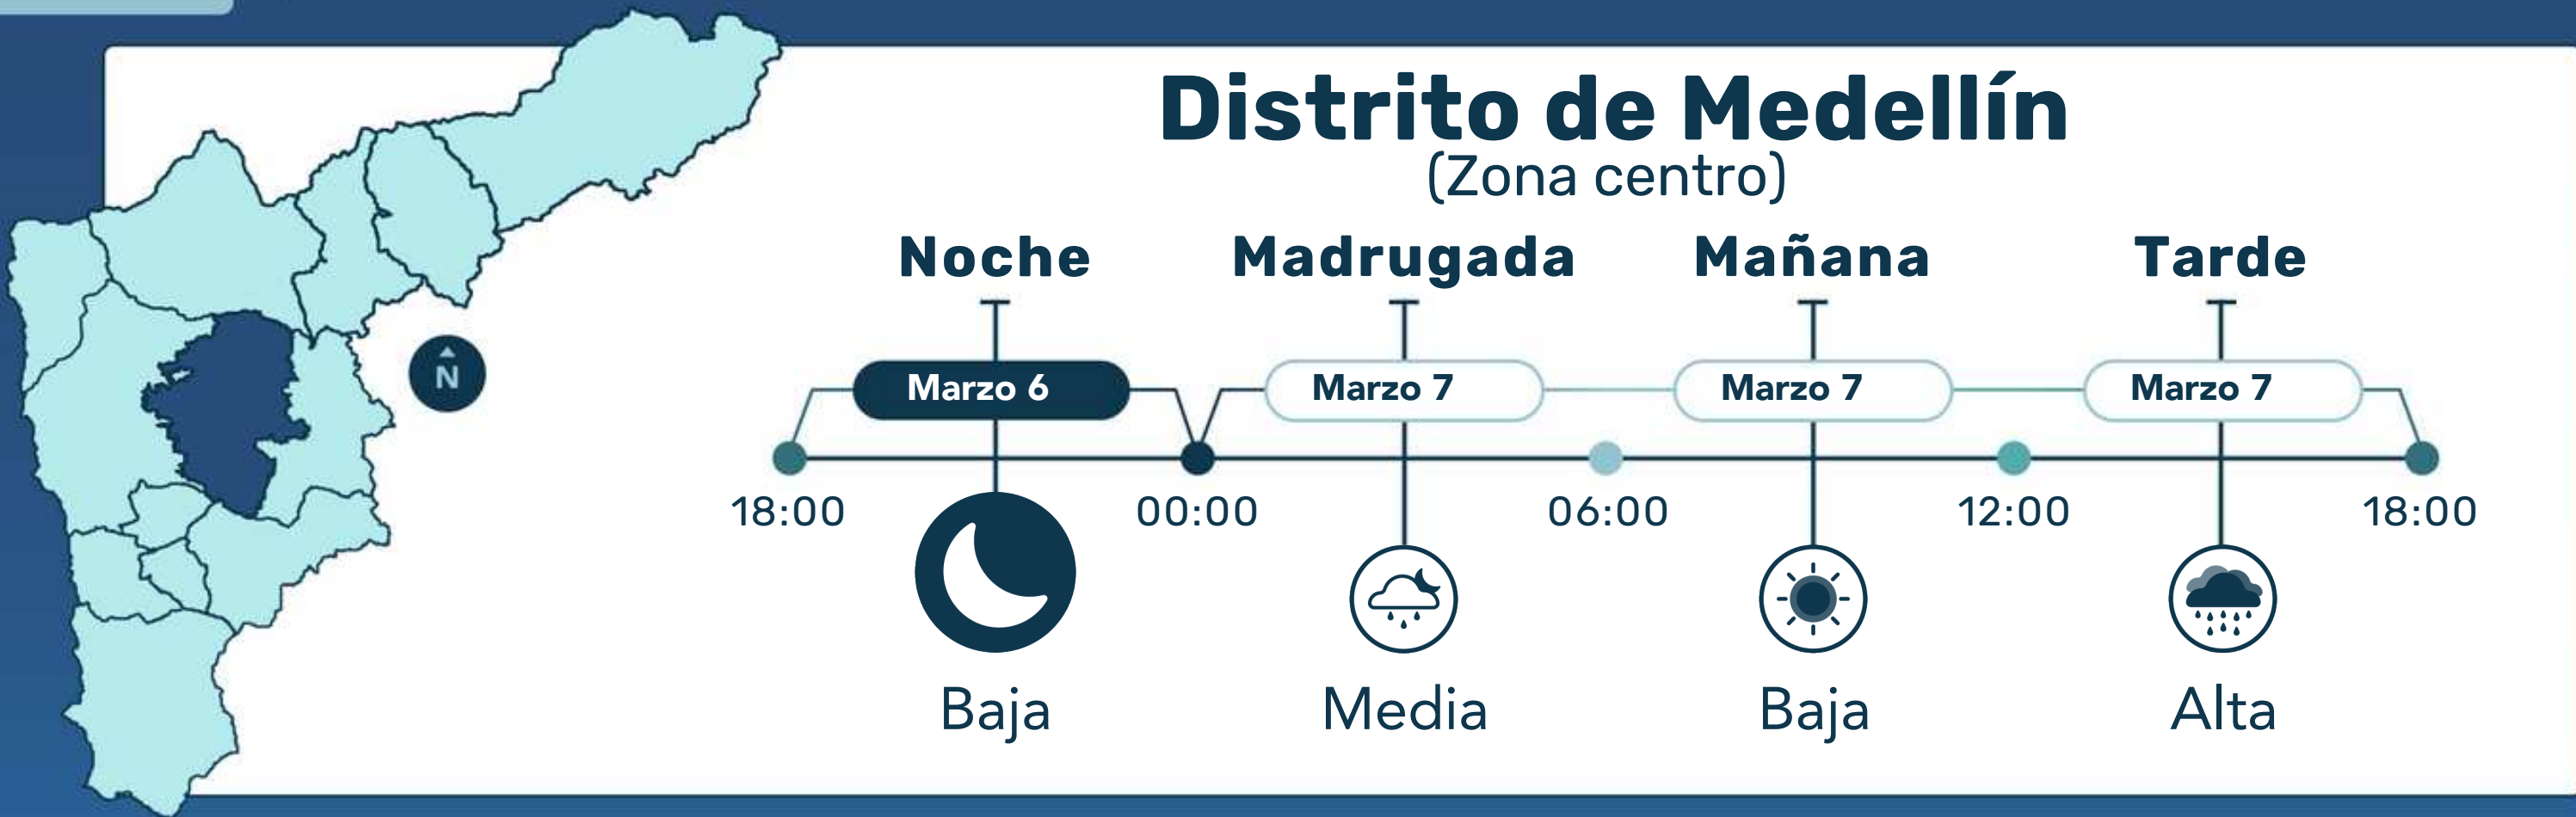 Distrito de Medellín
(Zona centro)
Noche Madrugada Mañana Tarde
Marzo 6 Marzo 7 Marzo 7 Marzo 7
N
18:00 00:00 06:00 12:00 18:00
Baja Media Baja Alta